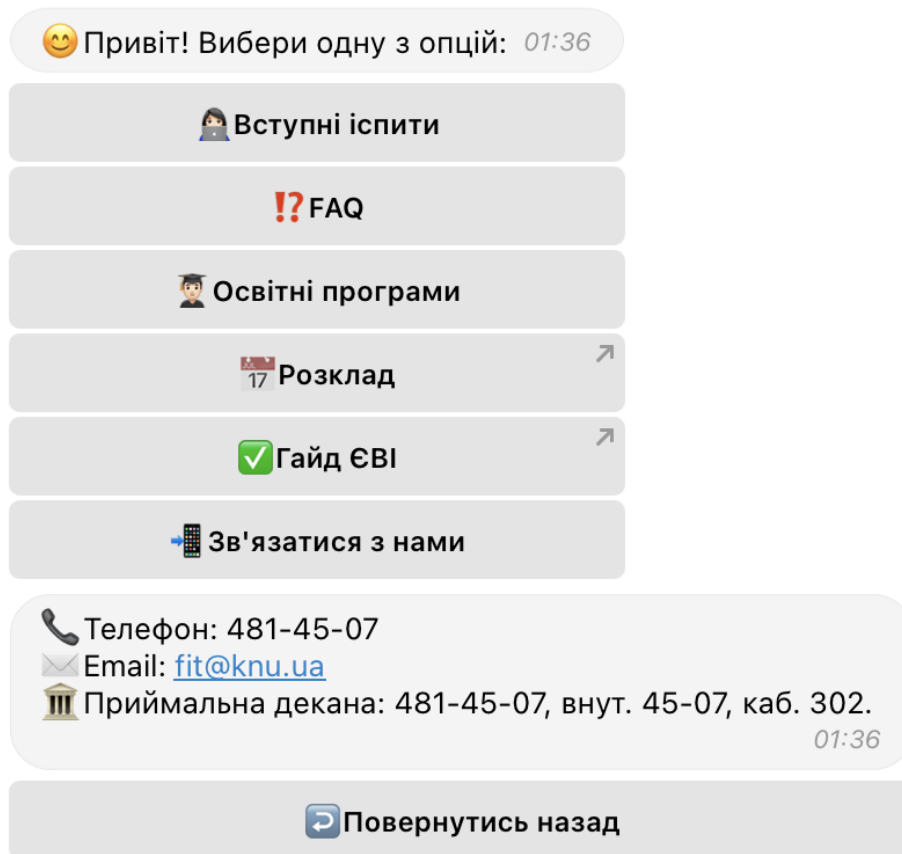 😊Привіт! Вибери одну з опцій: 01:36
👩🏻‍💻Вступні іспити
⁉️FAQ
👨🏻‍🎓Освітні програми
📅Розклад
✅Гайд ЄВІ
📲Зв'язатися з нами
📞Телефон: 481-45-07
✉️Email: fit@knu.ua
🏛Приймальна декана: 481-45-07, внут. 45-07, каб. 302.
01:36
↩️Повернутись назад